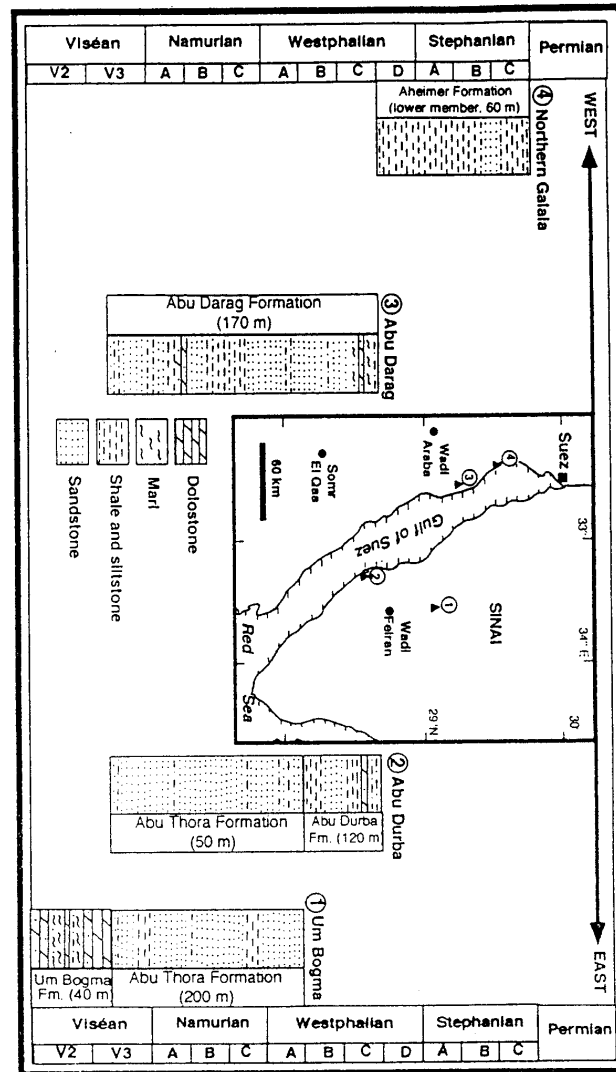 Viséan Namurian Westphalian Stephanian Permian
V2 V3 A B C A B C D A B C
WEST
EAST
④ Northern Galala
Aheimer Formation
(lower member, 60 m)
③ Abu Darag
Abu Darag Formation
(170 m)
Dolostone
Marl
Shale and siltstone
Sandstone
Suez
33°
34° E
30°
29°N
SINAI
④
③
②
①
Wadi
Araba
Somr
El Qaa
60 km
Gulf of Suez
Wadi
Feiran
Red
Sea
② Abu Durba
Abu Thora Formation
(50 m)
Abu Durba
Fm. (120 m)
① Um Bogma
Um Bogma
Fm. (40 m)
Abu Thora Formation
(200 m)
Viséan Namurian Westphalian Stephanian Permian
V2 V3 A B C A B C D A B C